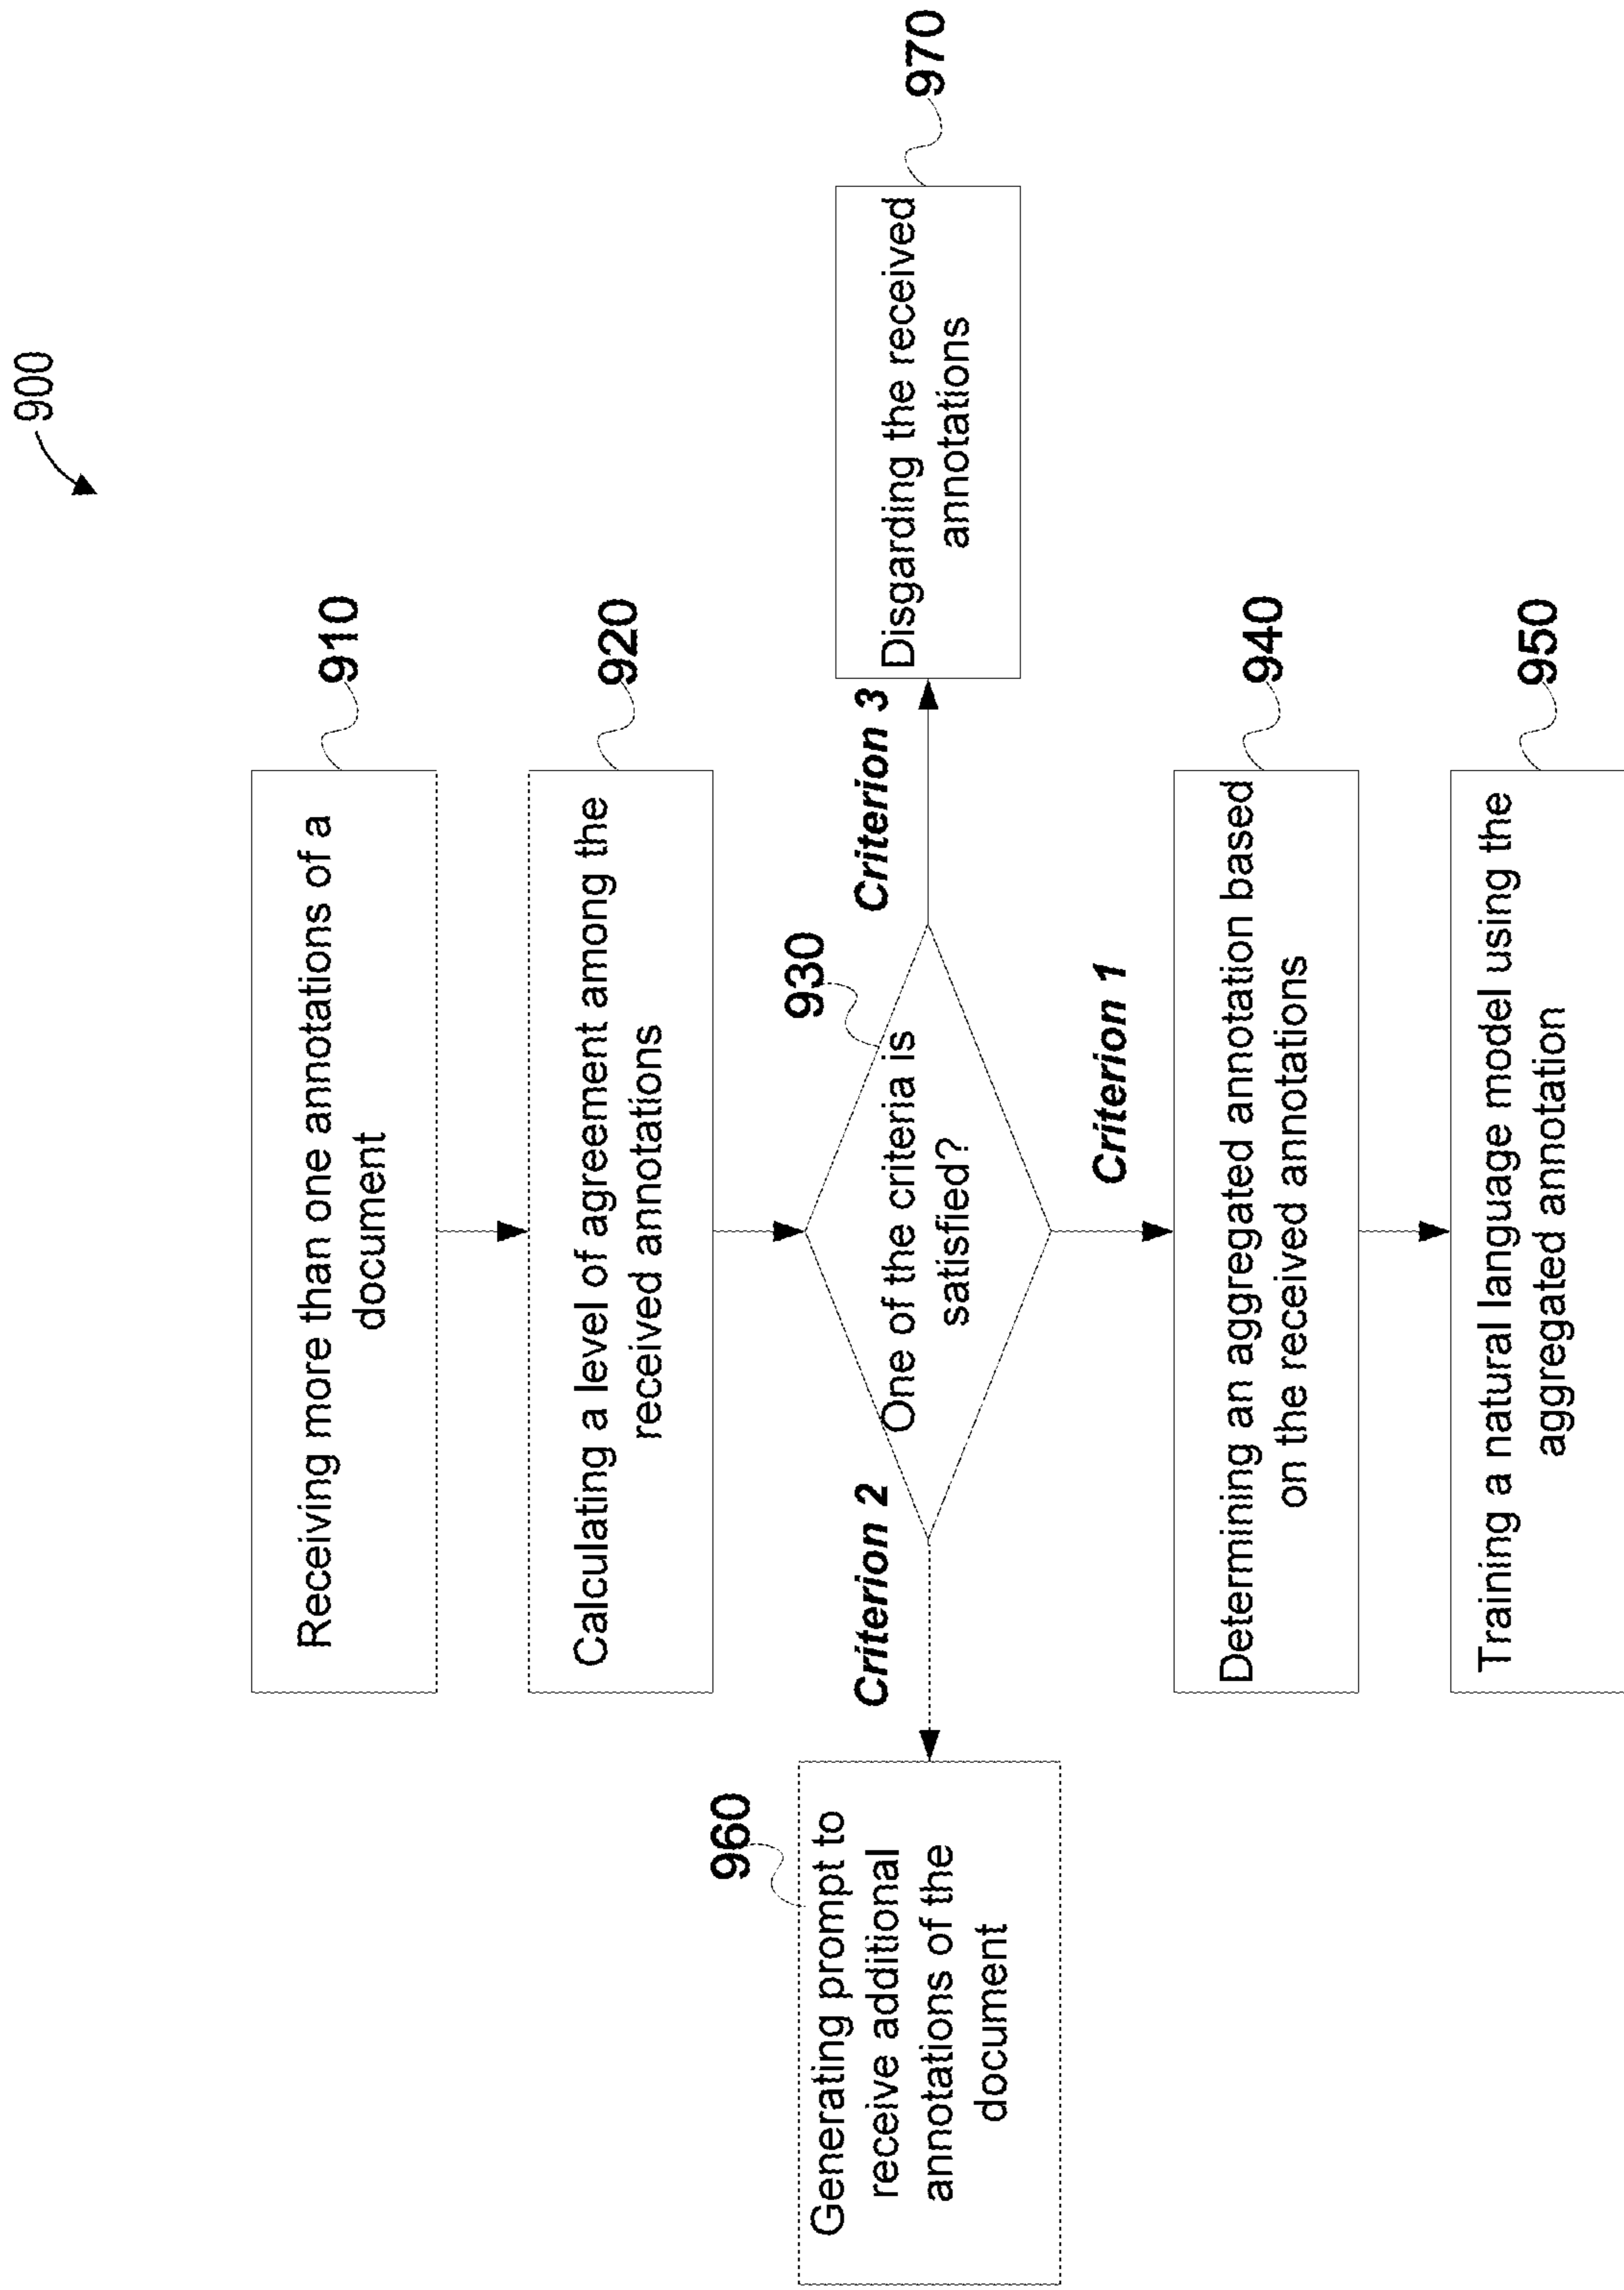 900
910
Receiving more than one annotations of a
document
920
Calculating a level of agreement among the
received annotations
930
One of the criteria is
satisfied?
Criterion 2
960
Generating prompt to
receive additional
annotations of the
document
Criterion 3
970
Disgarding the received
annotations
Criterion 1
940
Determining an aggregated annotation based
on the received annotations
950
Training a natural language model using the
aggregated annotation